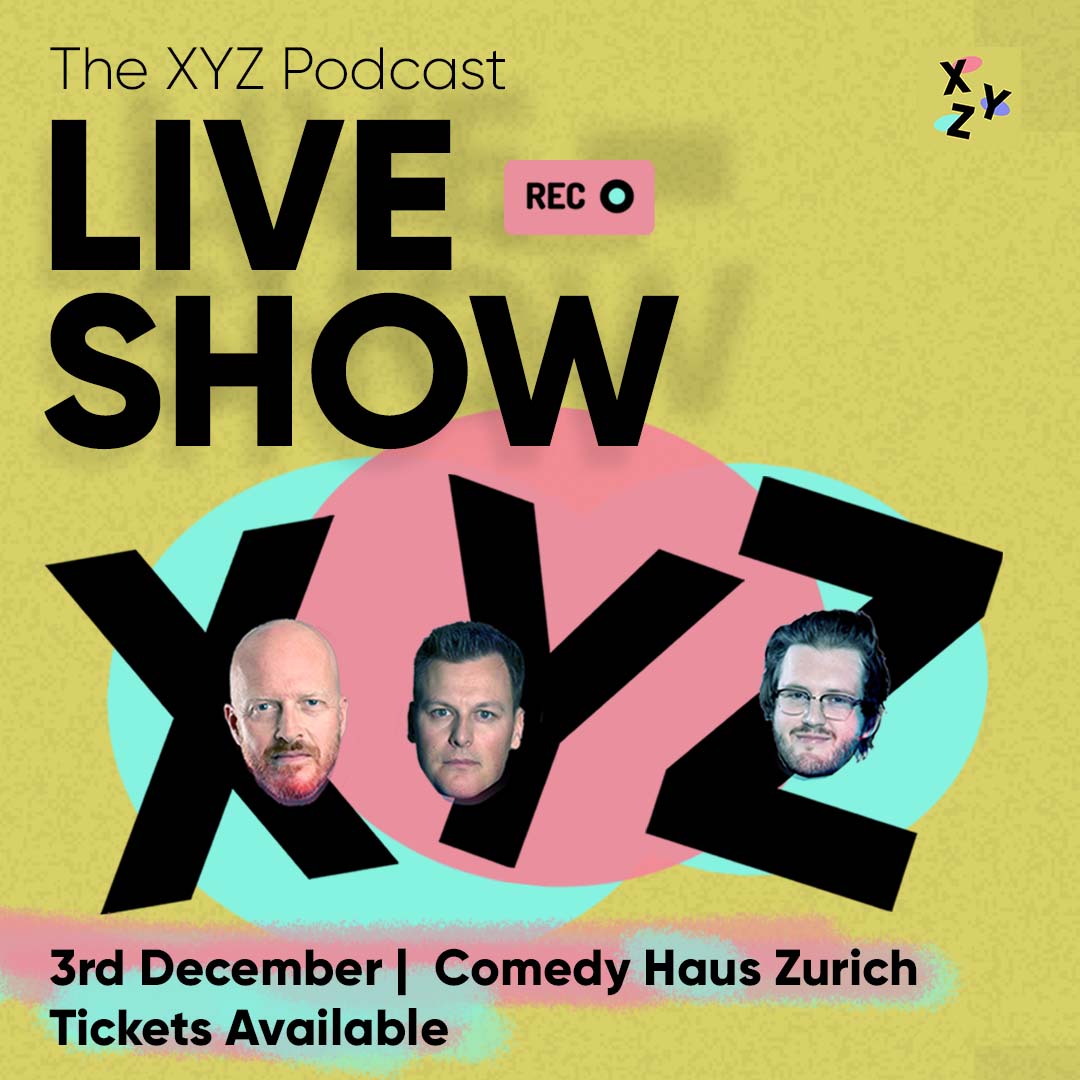 The XYZ Podcast
X
Y
Z
LIVE
REC
SHOW
XYZ
3rd December | Comedy Haus Zurich
Tickets Available